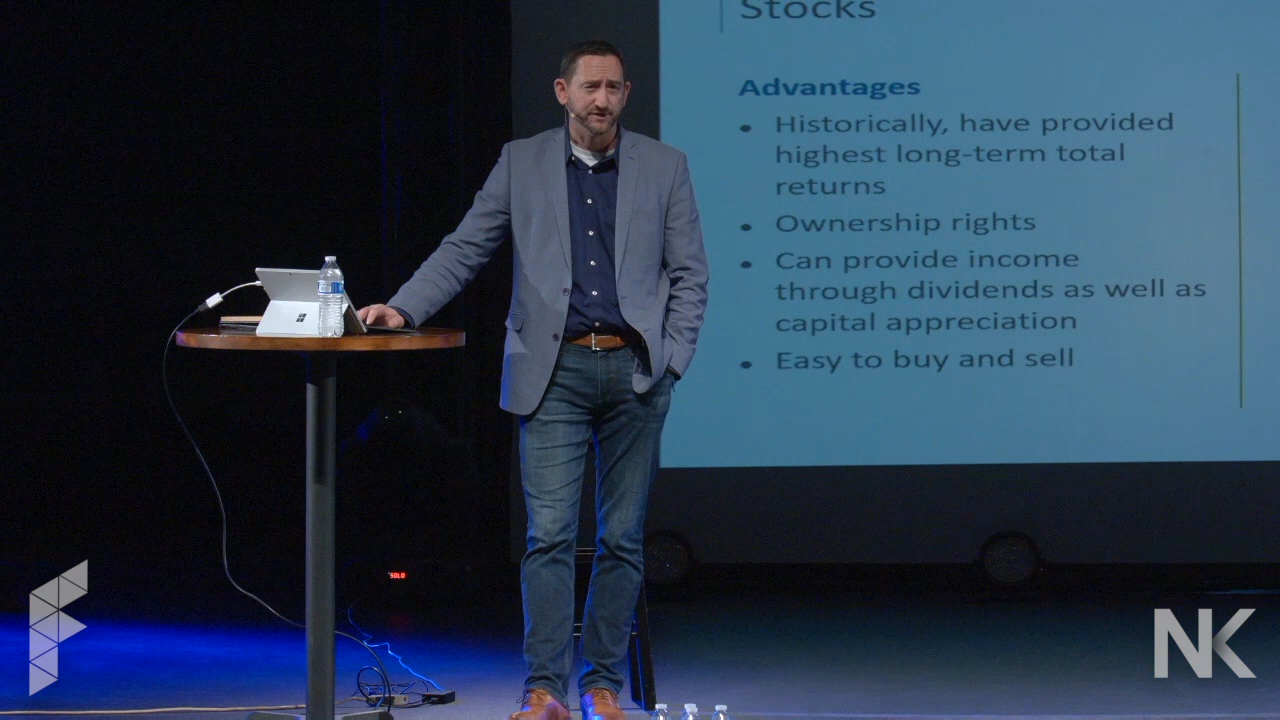 Stocks
Advantages
• Historically, have provided
highest long-term total
returns
• Ownership rights
• Can provide income
through dividends as well as
capital appreciation
• Easy to buy and sell
SOLO
F
NK